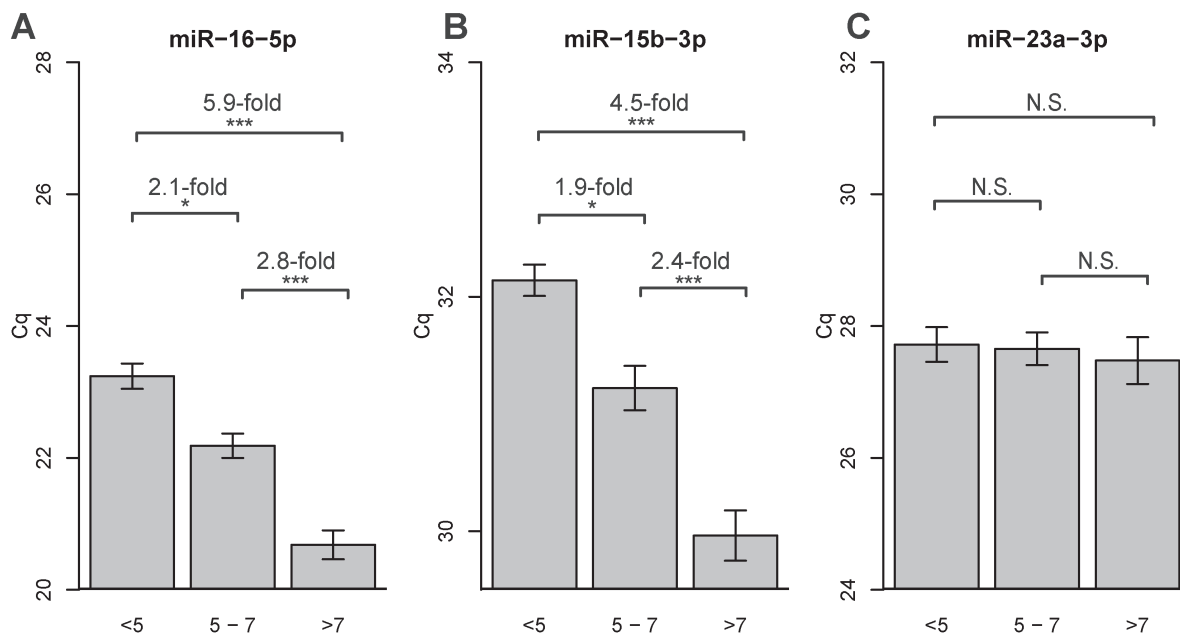 A
miR−16−5p
28
26
24
22
20
Cq
5.9-fold
***
2.1-fold
*
2.8-fold
***
<5
5 − 7
>7
B
miR−15b−3p
34
32
30
Cq
4.5-fold
***
1.9-fold
*
2.4-fold
***
<5
5 − 7
>7
C
miR−23a−3p
32
30
28
26
24
Cq
N.S.
N.S.
N.S.
<5
5 − 7
>7